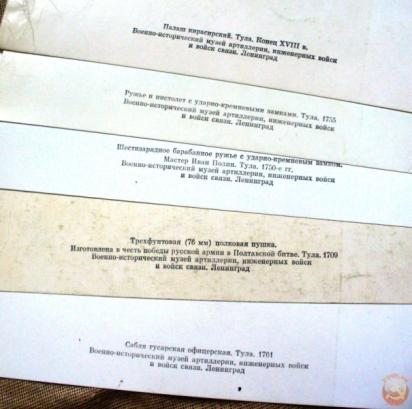 Палаш кирасирский. Тула. Конец XVIII в.
Военно-исторический музей артиллерии, инженерных войск
и войск связи. Ленинград
Ружье и пистолет с ударно-кремневыми замками. Тула. 1755
Военно-исторический музей артиллерии, инженерных войск
и войск связи. Ленинград
Шестизарядное барабанное ружье с ударно-кремневым замком.
Мастер Иван Полин. Тула. 1750-е гг.
Военно-исторический музей артиллерии, инженерных войск
и войск связи. Ленинград
Трехфунтовая (76 мм) полковая пушка.
Изготовлена в честь победы русской армии в Полтавской битве. Тула. 1709
Военно-исторический музей артиллерии, инженерных войск
и войск связи. Ленинград
Сабля гусарская офицерская. Тула. 1761
Военно-исторический музей артиллерии, инженерных войск
и войск связи. Ленинград